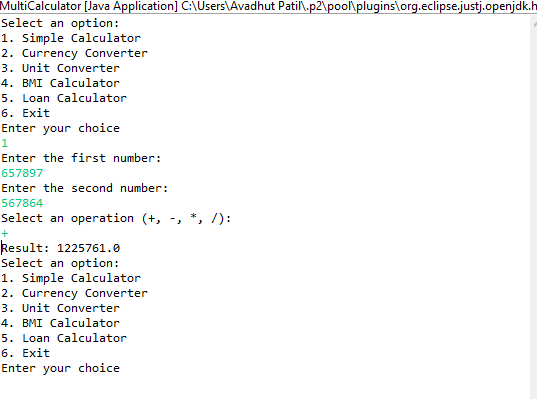 MultiCalculator [Java Application] C:\Users\Avadhut Patil\.p2\pool\plugins\org.eclipse.justj.openjdk.h
Select an option:
1. Simple Calculator
2. Currency Converter
3. Unit Converter
4. BMI Calculator
5. Loan Calculator
6. Exit
Enter your choice
1
Enter the first number:
657897
Enter the second number:
567864
Select an operation (+, -, *, /):
+
Result: 1225761.0
Select an option:
1. Simple Calculator
2. Currency Converter
3. Unit Converter
4. BMI Calculator
5. Loan Calculator
6. Exit
Enter your choice